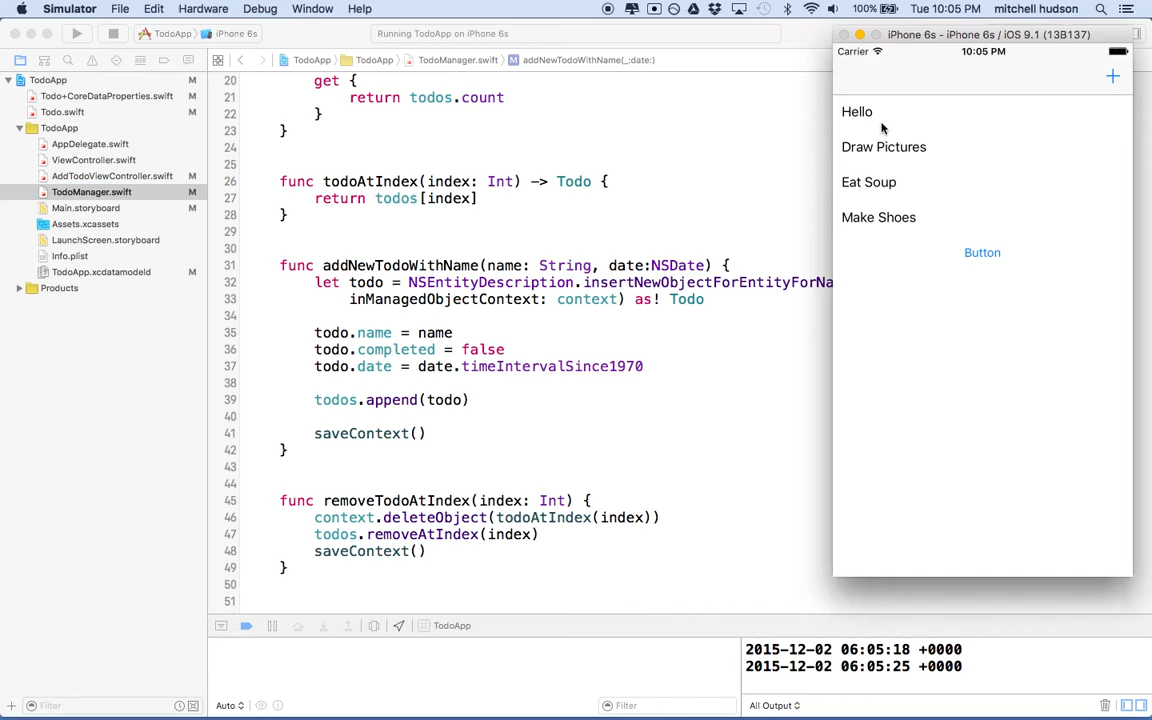 Simulator File Edit Hardware Debug Window Help 100% Tue 10:05 PM mitchell hudson
TodoApp iPhone 6s Running TodoApp on iPhone 6s
TodoApp TodoApp TodoManager.swift M addNewTodoWithName(_:date:)
TodoApp M
Todo+CoreDataProperties.swift M
Todo.swift M
TodoApp
AppDelegate.swift
ViewController.swift
AddTodoViewController.swift M
TodoManager.swift M
Main.storyboard M
Assets.xcassets
LaunchScreen.storyboard
Info.plist
TodoApp.xcdatamodeld M
Products
Filter
20 get {
21 return todos.count
22 }
23 }
24
25
26 func todoAtIndex(index: Int) -> Todo {
27 return todos[index]
28 }
29
30
31 func addNewTodoWithName(name: String, date:NSDate) {
32 let todo = NSEntityDescription.insertNewObjectForEntityForNa
33 inManagedObjectContext: context) as! Todo
34
35 todo.name = name
36 todo.completed = false
37 todo.date = date.timeIntervalSince1970
38
39 todos.append(todo)
40
41 saveContext()
42 }
43
44
45 func removeTodoAtIndex(index: Int) {
46 context.deleteObject(todoAtIndex(index))
47 todos.removeAtIndex(index)
48 saveContext()
49 }
50
51
TodoApp
Auto
Filter
2015-12-02 06:05:18 +0000
2015-12-02 06:05:25 +0000
All Output
iPhone 6s - iPhone 6s / iOS 9.1 (13B137)
Carrier 10:05 PM
+
Hello
Draw Pictures
Eat Soup
Make Shoes
Button